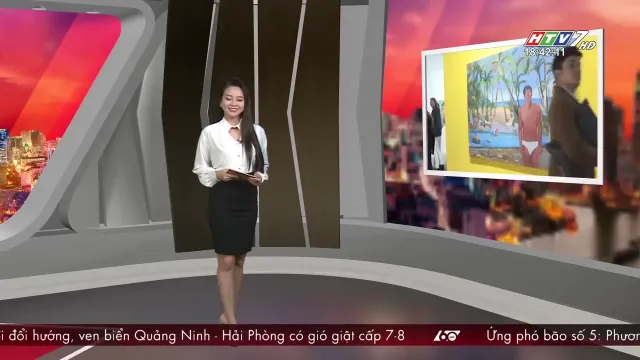 HTV7 HD
18:42:11
i đổi hướng, ven biển Quảng Ninh - Hải Phòng có gió giật cấp 7-8 60 Ứng phó bão số 5: Phươn